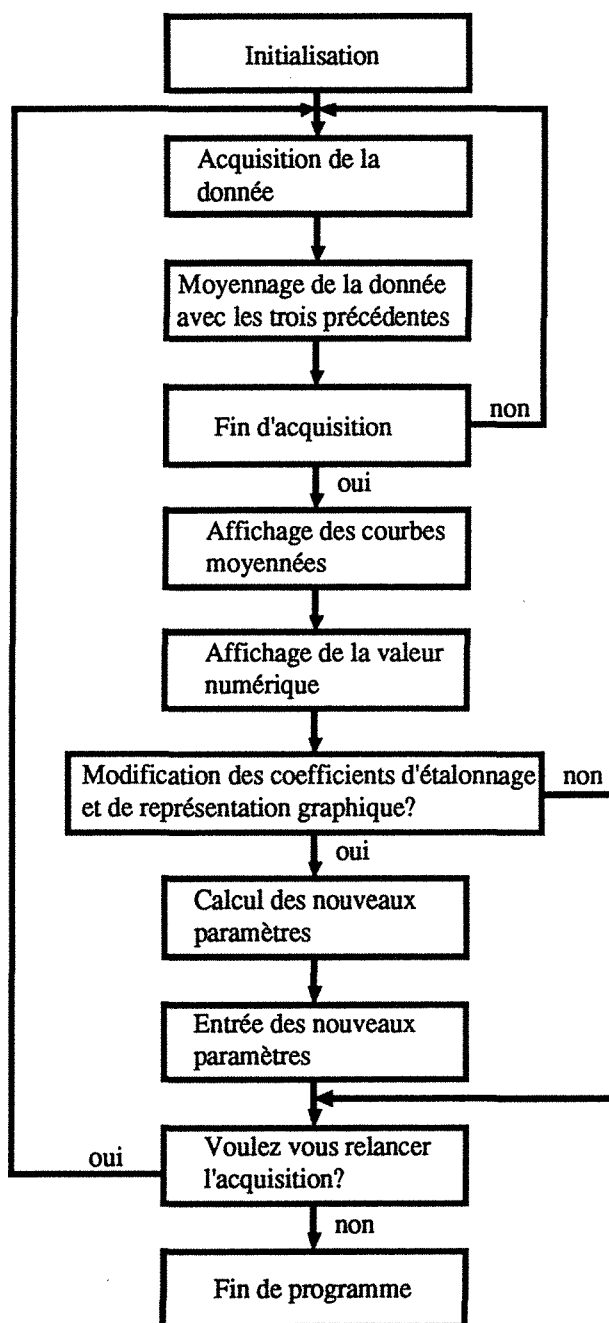 Initialisation
Acquisition de la
donnée
Moyennage de la donnée
avec les trois précédentes
Fin d'acquisition
non
oui
Affichage des courbes
moyennées
Affichage de la valeur
numérique
Modification des coefficients d'étalonnage
et de représentation graphique?
non
oui
Calcul des nouveaux
paramètres
Entrée des nouveaux
paramètres
oui
Voulez vous relancer
l'acquisition?
non
Fin de programme